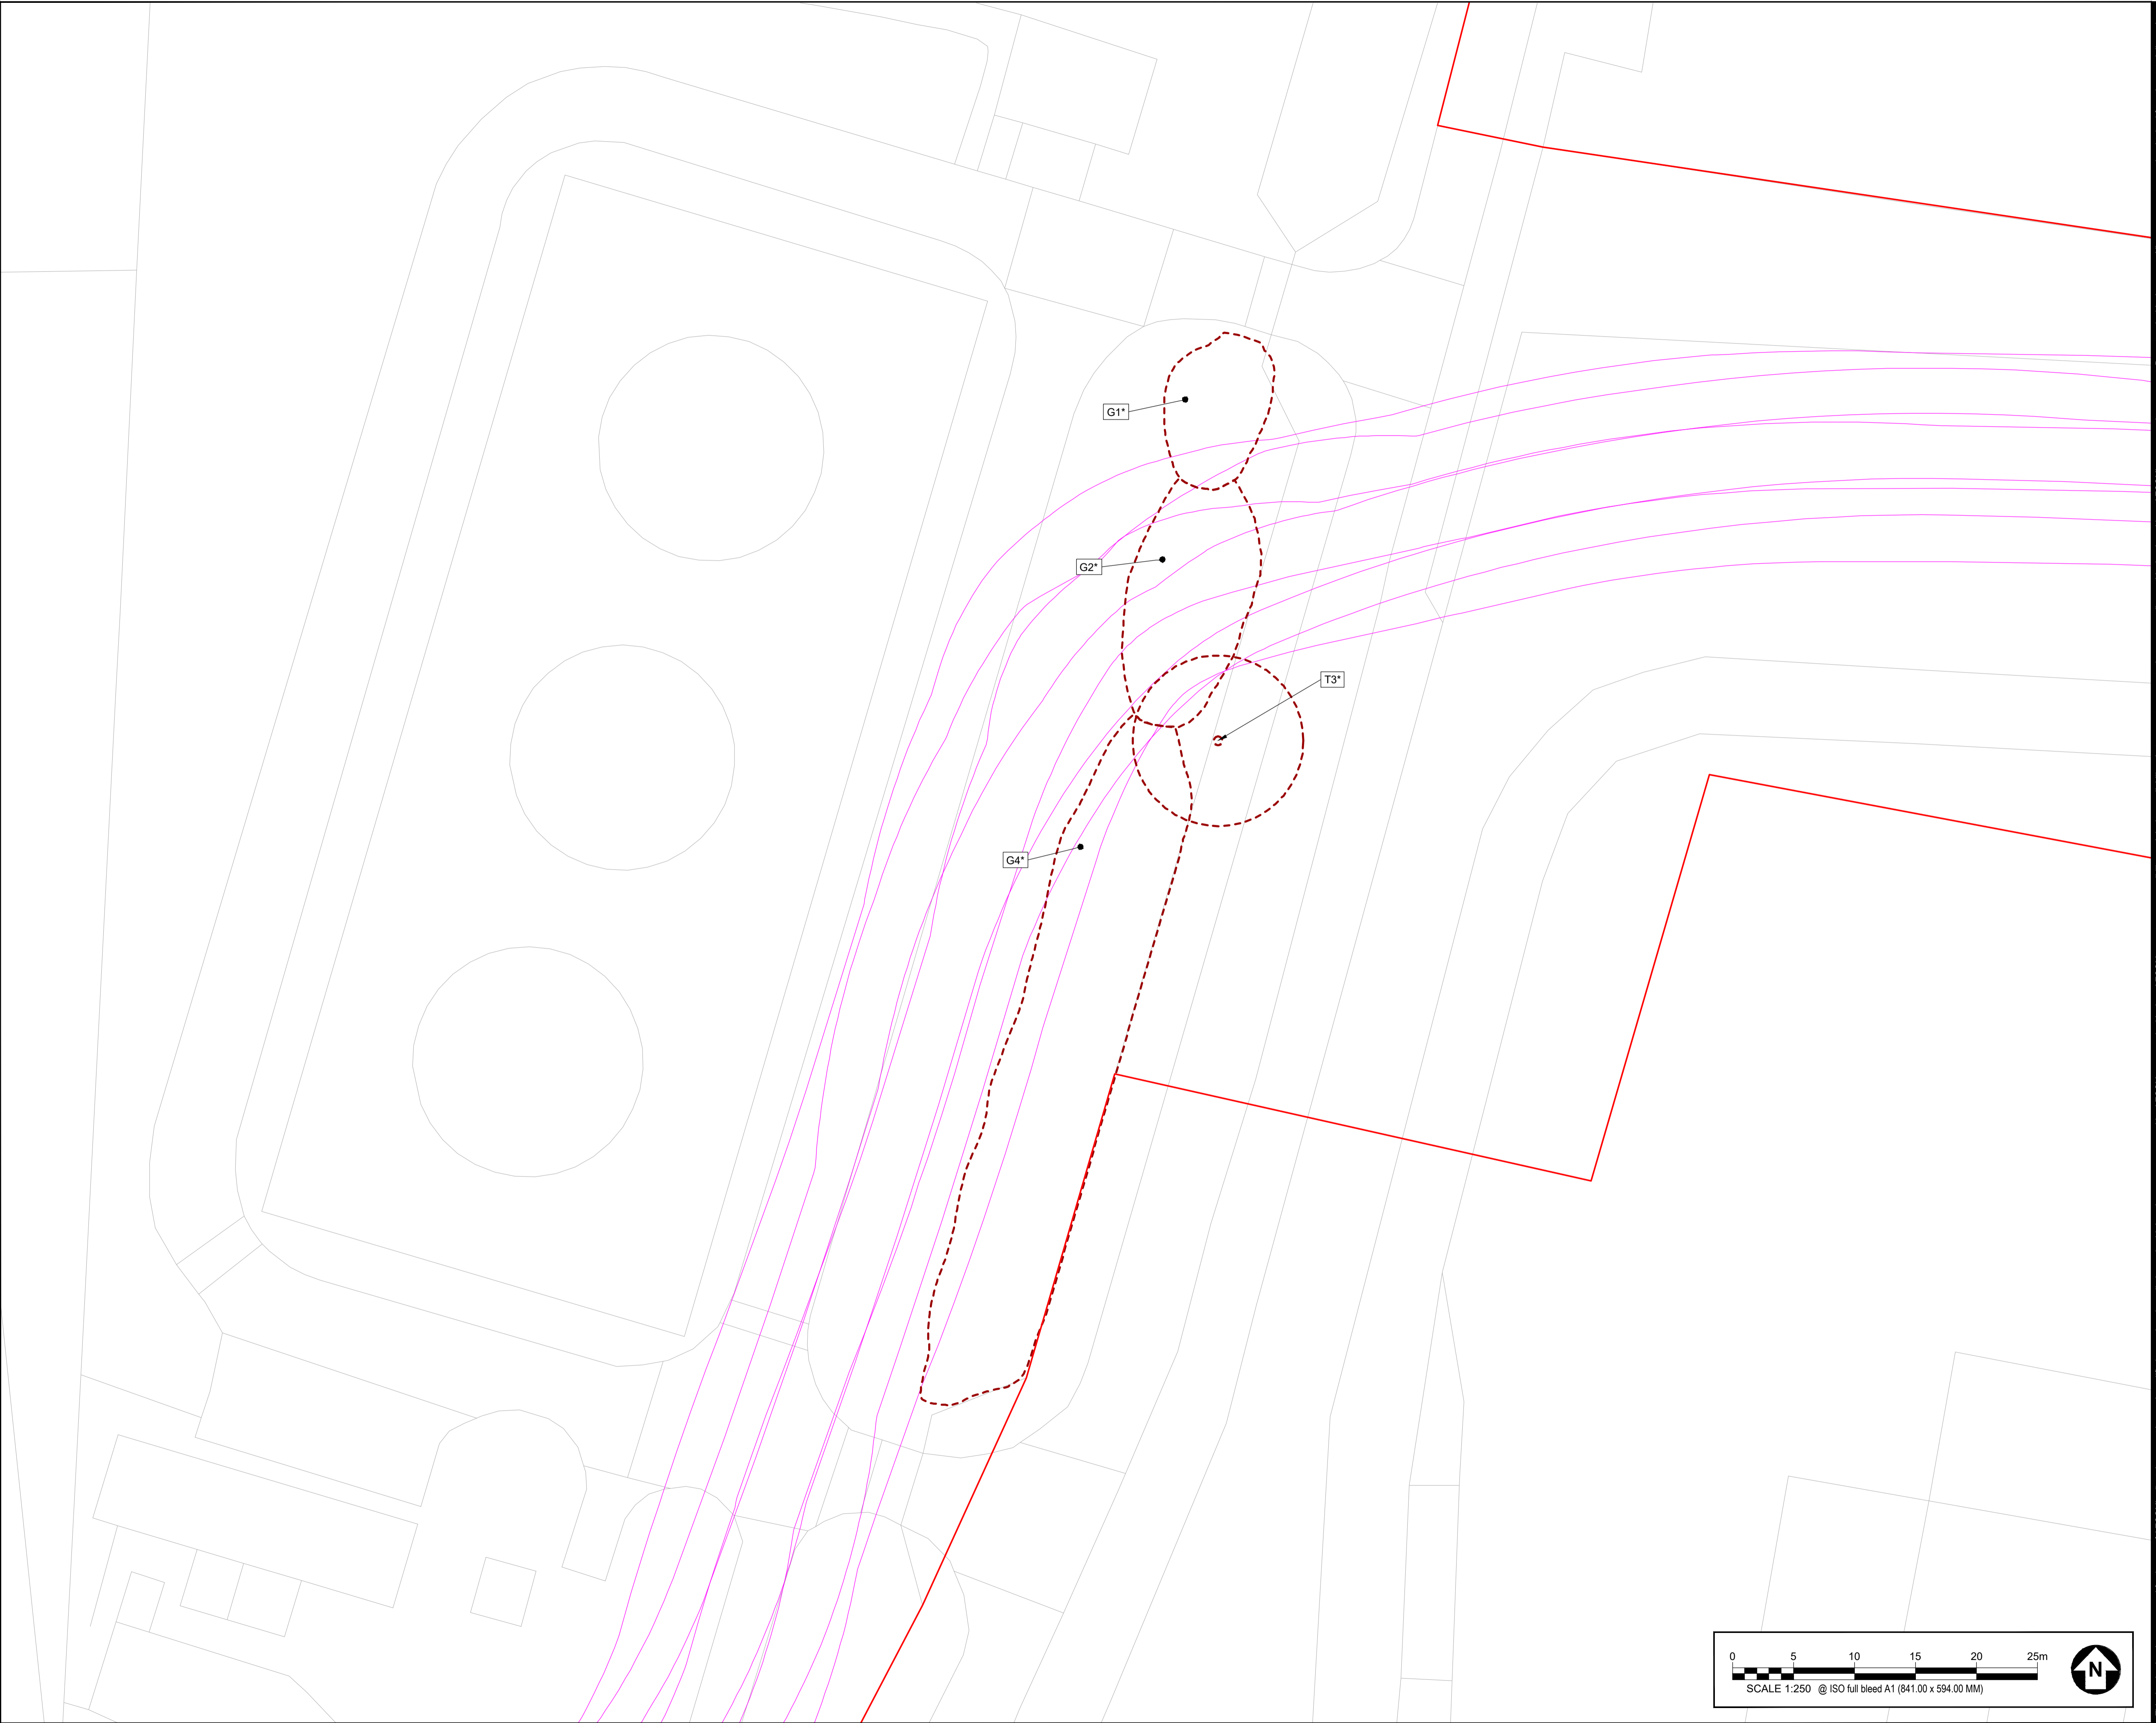 G1*
G2*
T3*
G4*
0 5 10 15 20 25m
SCALE 1:250 @ ISO full bleed A1 (841.00 x 594.00 MM)
N